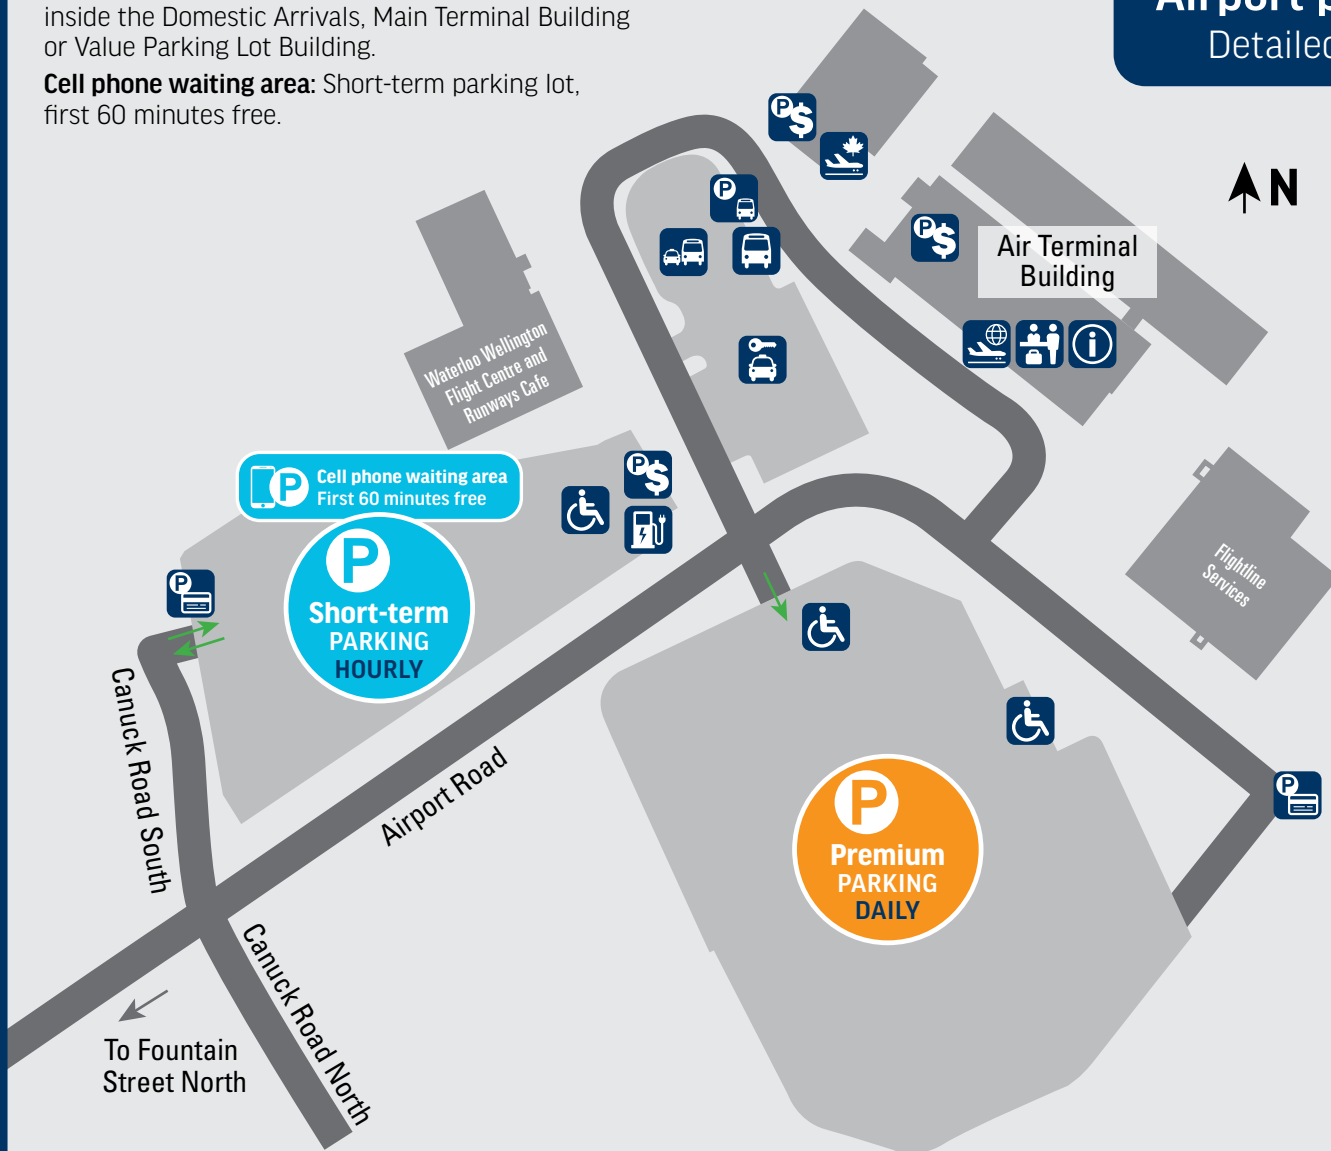 inside the Domestic Arrivals, Main Terminal Building
or Value Parking Lot Building.
Cell phone waiting area: Short-term parking lot,
first 60 minutes free.
Airport
Detailed
N
P$
P$
P
Air Terminal
Building
Waterloo Wellington
Flight Centre and
Runways Cafe
P
Cell phone waiting area
First 60 minutes free
P$
P
Short-term
PARKING
HOURLY
P
Flightline
Services
Canuck Road South
Airport Road
P
Premium
PARKING
DAILY
P
Canuck Road North
To Fountain
Street North